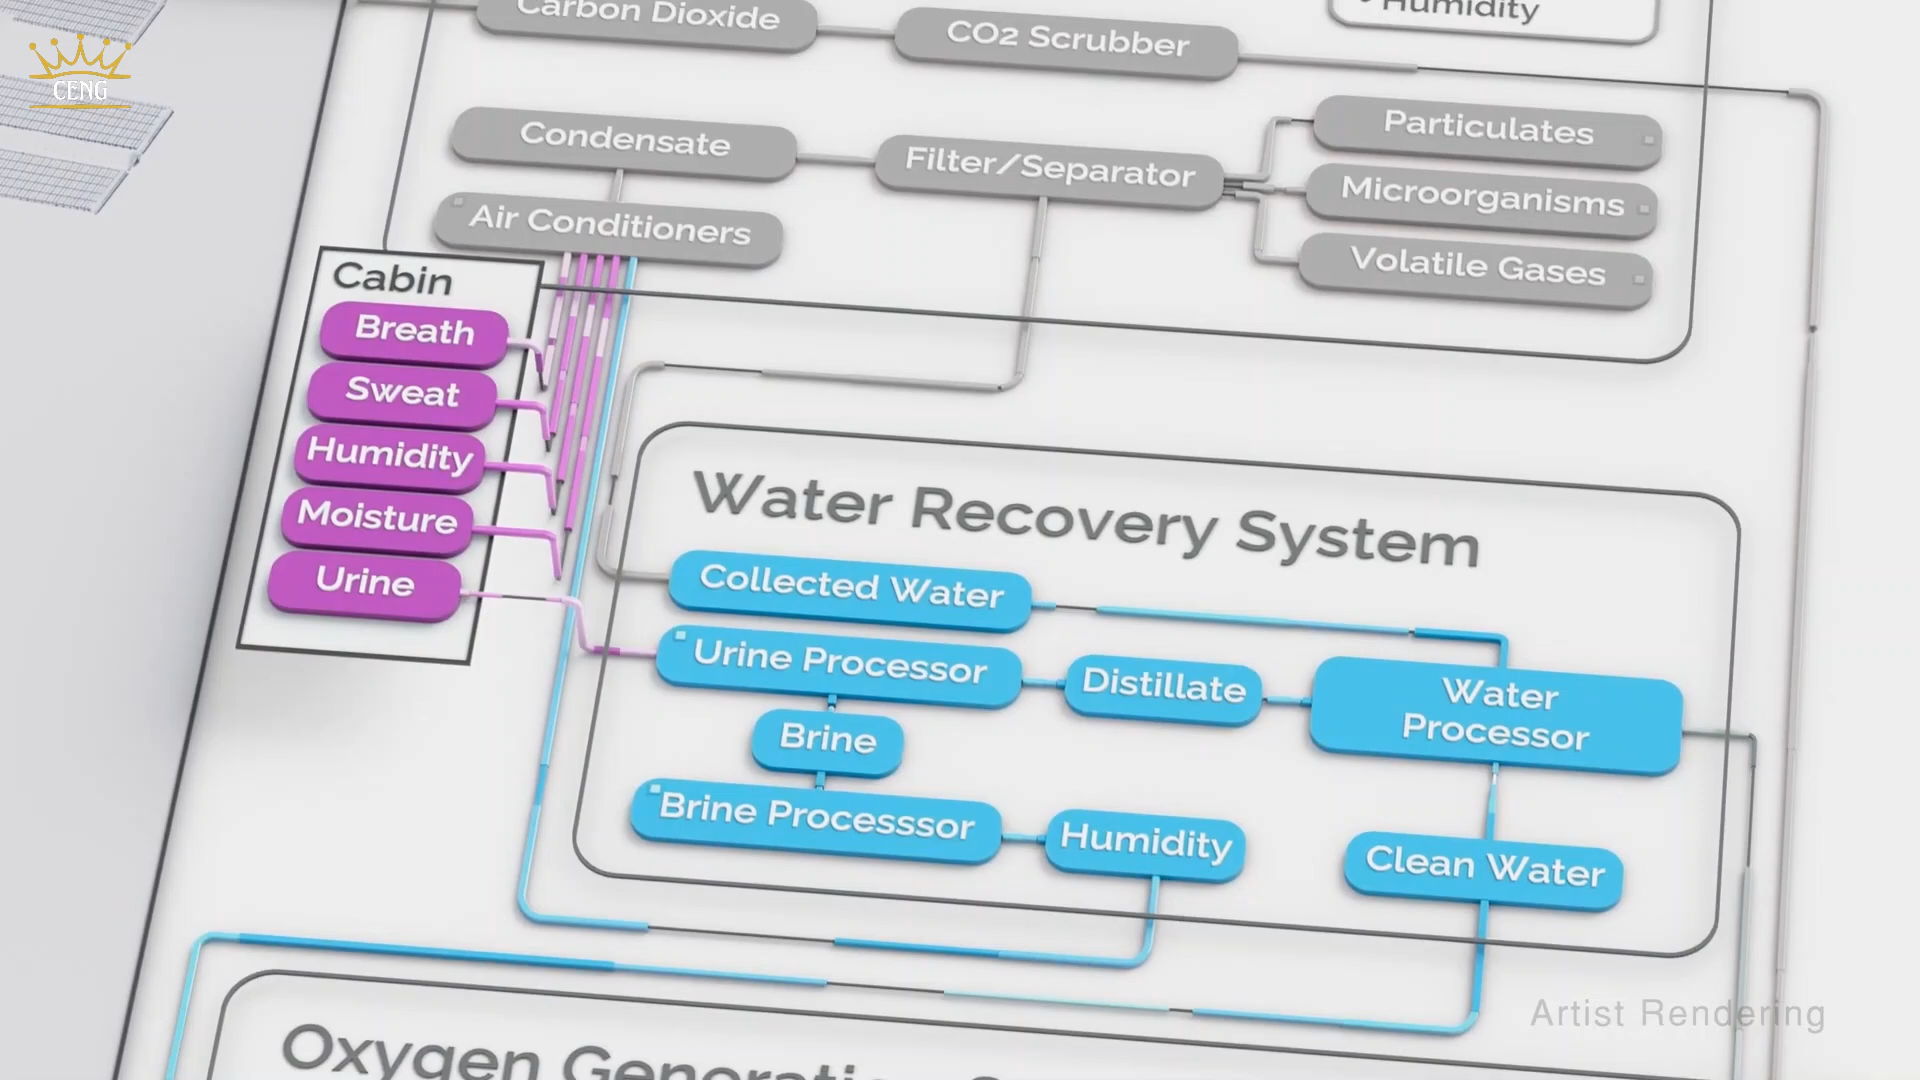 CENG
Carbon Dioxide
CO2 Scrubber
Humidity
Condensate
Filter/Separator
Particulates
Microorganisms
Volatile Gases
Air Conditioners
Cabin
Breath
Sweat
Humidity
Moisture
Urine
Water Recovery System
Collected Water
Urine Processor
Distillate
Water
Processor
Brine
Brine Processsor
Humidity
Clean Water
Artist Rendering
Oxygen Generation